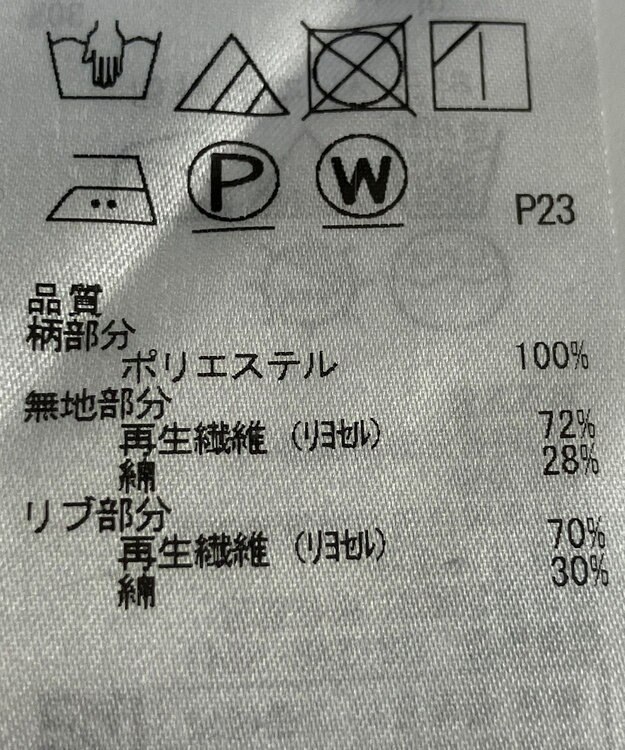 P W
P23
品質
柄部分
ポリエステル 100%
無地部分
再生繊維 (リヨセル) 72%
綿 28%
リブ部分
再生繊維 (リヨセル) 70%
綿 30%